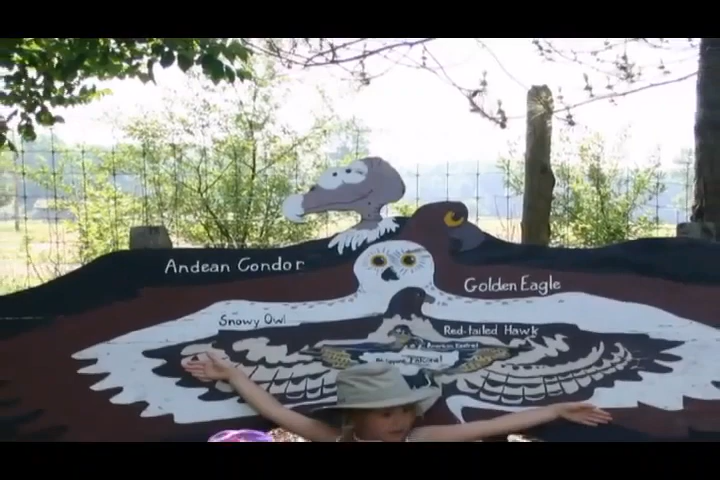 Andean Condor
Golden Eagle
Snowy Owl
Red-tailed Hawk
American Kestrel
Falcon